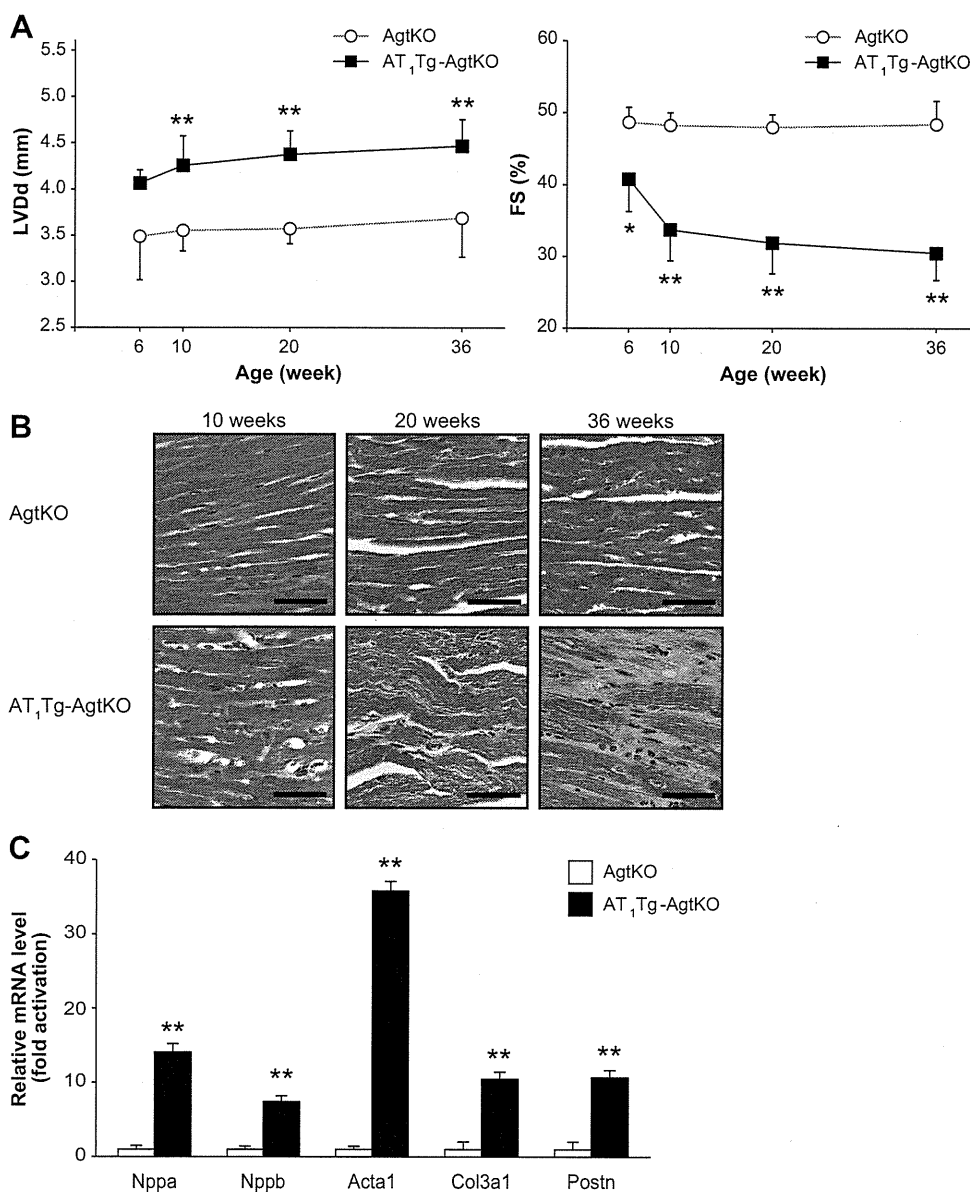 A
AgtKO
AT1Tg-AgtKO
5.5
5.0
4.5
4.0
3.5
3.0
2.5
LVDd (mm)
** ** **
6 10 20 36
Age (week)
AgtKO
AT1Tg-AgtKO
60
50
40
30
20
FS (%)
* ** ** **
6 10 20 36
Age (week)
B
10 weeks 20 weeks 36 weeks
AgtKO
AT1Tg-AgtKO
C
AgtKO
AT1Tg-AgtKO
40
30
20
10
0
Relative mRNA level
(fold activation)
** ** ** ** **
Nppa Nppb Acta1 Col3a1 Postn